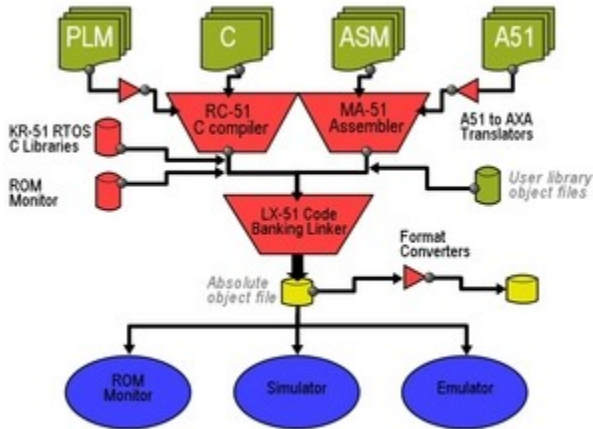 PLM
C
ASM
A51
RC-51
C compiler
MA-51
Assembler
A51 to AXA
Translators
KR-51 RTOS
C Libraries
ROM
Monitor
User library
object files
LX-51 Code
Banking Linker
Format
Converters
Absolute
object file
ROM
Monitor
Simulator
Emulator